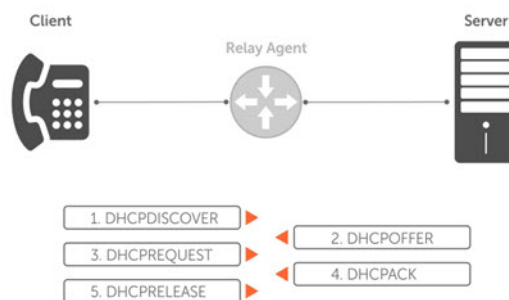 Client
Server
Relay Agent
1. DHCPDISCOVER
2. DHCPOFFER
3. DHCPREQUEST
4. DHCPACK
5. DHCPRELEASE